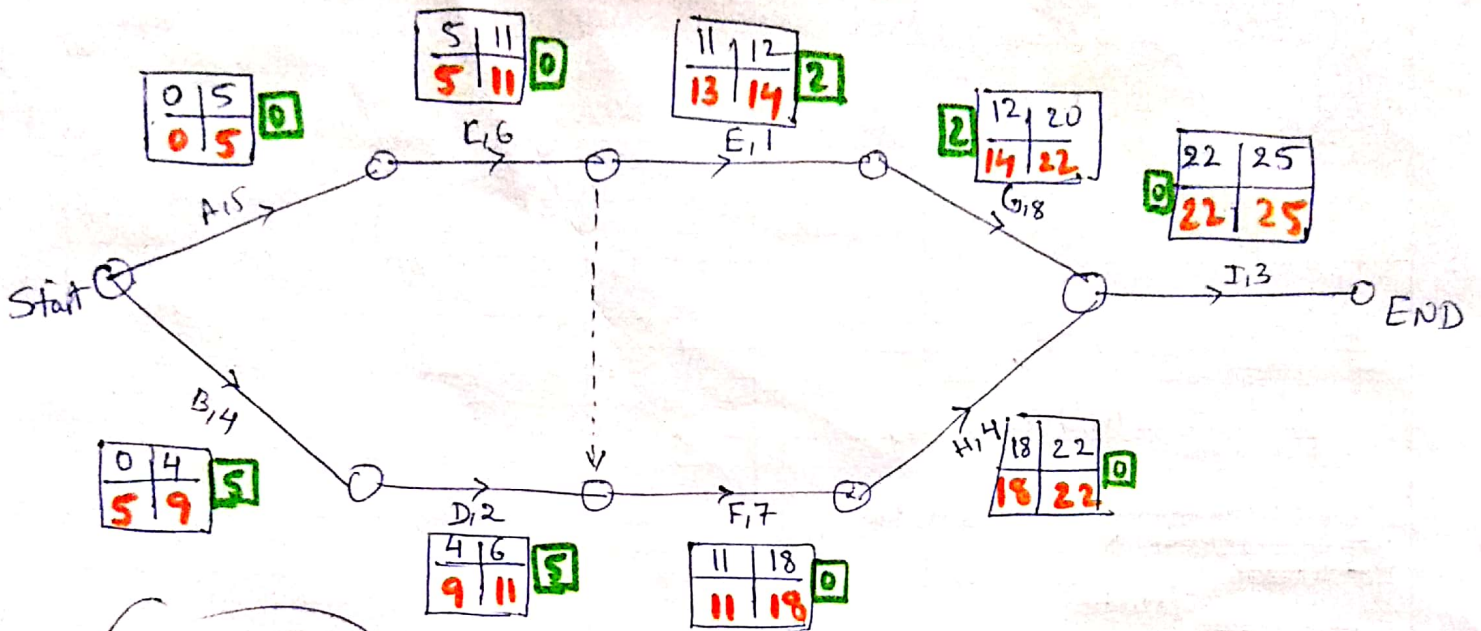 5 | 11
5 | 11
0
11 | 12
13 | 14
2
0 | 5
0 | 5
0
C,6
E,1
2
12 | 20
14 | 22
22 | 25
22 | 25
0
A,5
G,8
Start
I,3
END
B,4
H,4
18 | 22
18 | 22
0
0 | 4
5 | 9
5
D,2
F,7
4 | 6
9 | 11
5
11 | 18
11 | 18
0